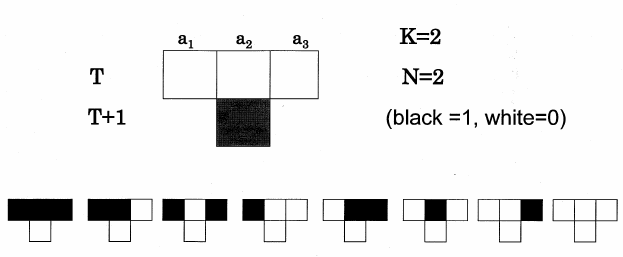 a1 a2 a3
K=2
T
N=2
T+1
(black =1, white=0)